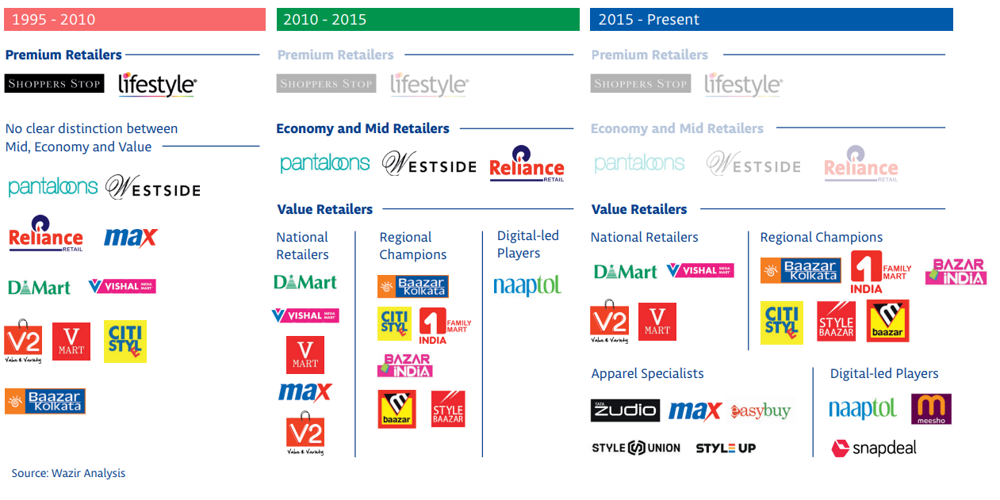 1995 - 2010
Premium Retailers
SHOPPERS STOP
lifestyle®
No clear distinction between
Mid, Economy and Value
pantaloons
WESTSIDE
Reliance
RETAIL
max
DMart
VISHAL MEGA MART
V2
Value & Variety
V
MART
CITI
STYLE
Baazar
Kolkata
2010 - 2015
Premium Retailers
SHOPPERS STOP
lifestyle®
Economy and Mid Retailers
pantaloons
WESTSIDE
Reliance
RETAIL
Value Retailers
National
Retailers
DMart
VISHAL MEGA MART
V
MART
max
V2
Value & Variety
Regional
Champions
Baazar
Kolkata
CITI
STYLE
1 FAMILY
MART
INDIA
BAZAR
INDIA
M
baazar
STYLE
BAAZAR
Digital-led
Players
naaptol
2015 - Present
Premium Retailers
SHOPPERS STOP
lifestyle®
Economy and Mid Retailers
pantaloons
WESTSIDE
Reliance
RETAIL
Value Retailers
National Retailers
DMart
VISHAL MEGA MART
V2
Value & Variety
V
MART
Regional Champions
Baazar
Kolkata
1 FAMILY
MART
INDIA
BAZAR
INDIA
CITI
STYLE
STYLE
BAAZAR
M
baazar
Apparel Specialists
TATA
ZUDIO
max
easybuy
STYLE UNION
STYLE UP
Digital-led Players
naaptol
m
meesho
snapdeal
Source: Wazir Analysis